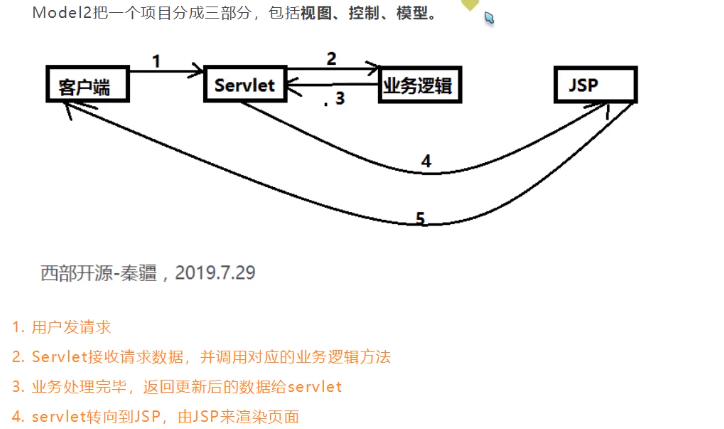 Model2把一个项目分成三部分，包括视图、控制、模型。
1
2
客户端
Servlet
业务逻辑
JSP
3
4
5
西部开源-秦疆，2019.7.29
1. 用户发请求
2. Servlet接收请求数据，并调用对应的业务逻辑方法
3. 业务处理完毕，返回更新后的数据给servlet
4. servlet转向到JSP，由JSP来渲染页面